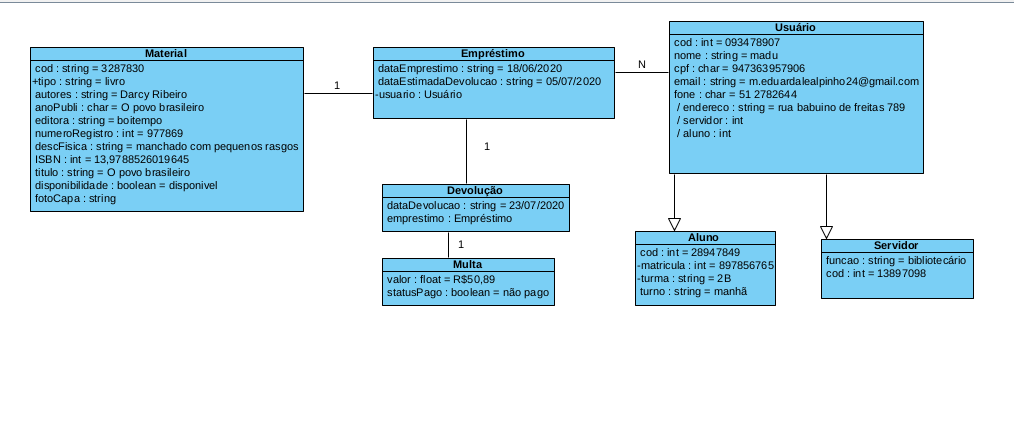 Material
cod : string = 3287830
+tipo : string = livro
autores : string = Darcy Ribeiro
anoPubli : char = O povo brasileiro
editora : string = boitempo
numeroRegistro : int = 977869
descFisica : string = manchado com pequenos rasgos
ISBN : int = 13,9788526019645
titulo : string = O povo brasileiro
disponibilidade : boolean = disponivel
fotoCapa : string
1
Empréstimo
dataEmprestimo : string = 18/06/2020
dataEstimadaDevolucao : string = 05/07/2020
-usuario : Usuário
N
Usuário
cod : int = 093478907
nome : string = madu
cpf : char = 947363957906
email : string = m.eduardalealpinho24@gmail.com
fone : char = 51 2782644
/ endereco : string = rua babuino de freitas 789
/ servidor : int
/ aluno : int
1
Devolução
dataDevolucao : string = 23/07/2020
emprestimo : Empréstimo
1
Multa
valor : float = R$50,89
statusPago : boolean = não pago
Aluno
cod : int = 28947849
-matricula : int = 897856765
-turma : string = 2B
turno : string = manhã
Servidor
funcao : string = bibliotecário
cod : int = 13897098